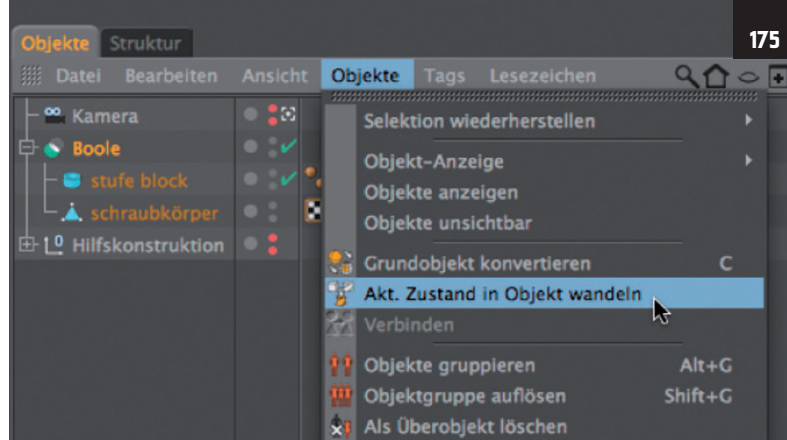 175
Objekte Struktur
Datei Bearbeiten Ansicht Objekte Tags Lesezeichen
Kamera
Boole
stufe block
schraubkörper
Hilfskonstruktion
Selektion wiederherstellen
Objekt-Anzeige
Objekte anzeigen
Objekte unsichtbar
Grundobjekt konvertieren C
Akt. Zustand in Objekt wandeln
Verbinden
Objekte gruppieren Alt+G
Objektgruppe auflösen Shift+G
Als Überobjekt löschen